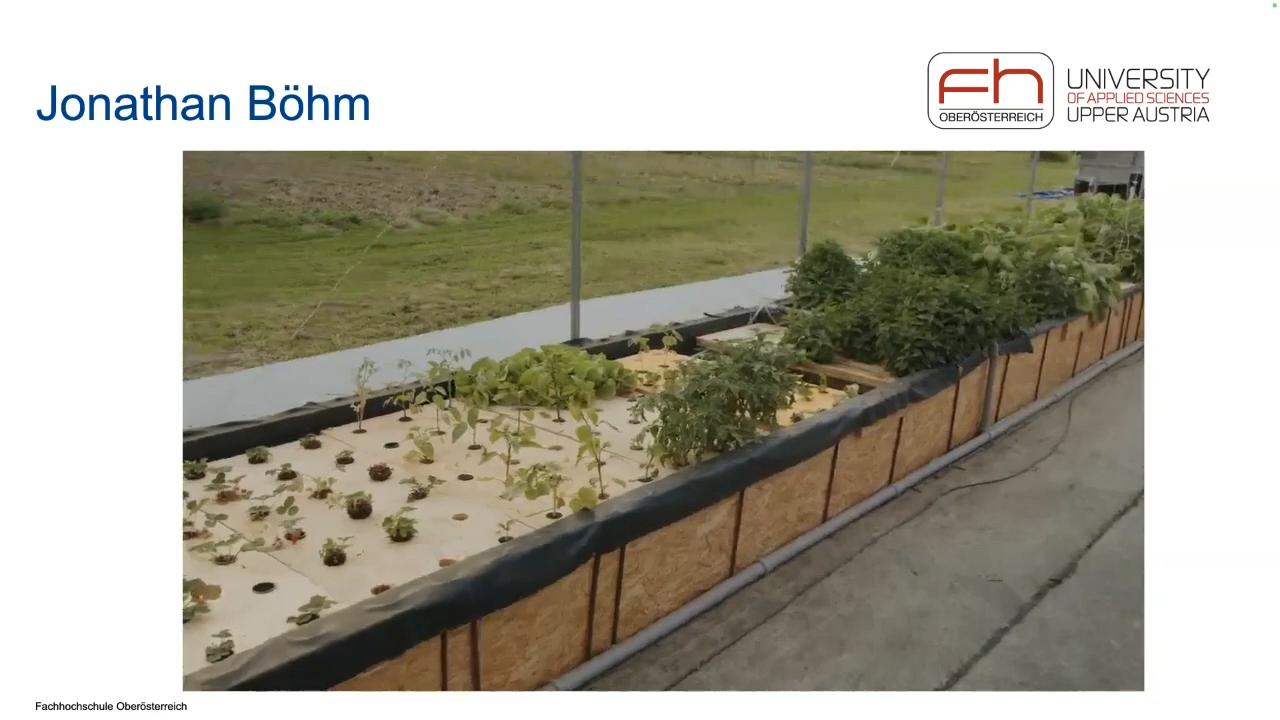 Jonathan Böhm
fh
OBERÖSTERREICH
UNIVERSITY
OF APPLIED SCIENCES
UPPER AUSTRIA
Fachhochschule Oberösterreich